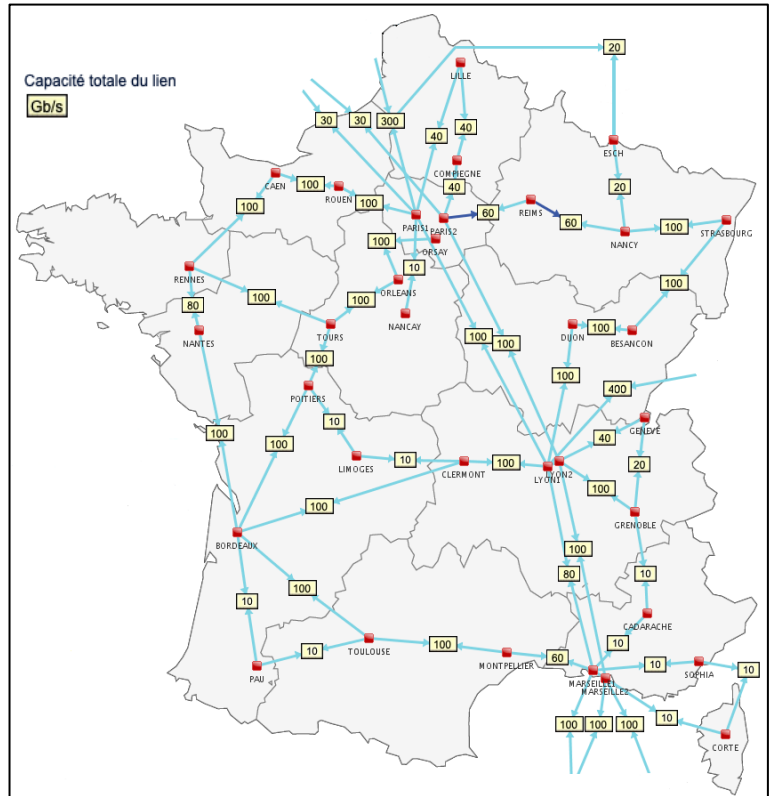 20
Capacité totale du lien
LILLE
Gb/s
30
30
300
40
40
ESCH
COMPIEGNE
CAEN
100
ROUEN
40
20
100
REIMS
100
PARIS1
PARIS2
60
60
STRASBOURG
NANCY
100
100
ORSAY
RENNES
10
ORLEANS
100
80
100
100
NANCAY
NANTES
TOURS
100
100
DIJON
100
BESANCON
100
100
POITIERS
400
GENEVE
10
100
100
40
LIMOGES
10
CLERMONT
100
LYON1
LYON2
20
100
100
GRENOBLE
BORDEAUX
100
80
10
100
10
CADARACHE
TOULOUSE
100
10
10
MONTPELLIER
60
10
SOPHIA
PAU
MARSEILLE1
MARSEILLE2
10
100
100
100
10
CORTE